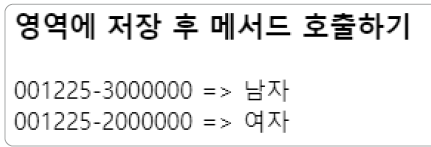 영역에 저장 후 메서드 호출하기
001225-3000000 => 남자
001225-2000000 => 여자